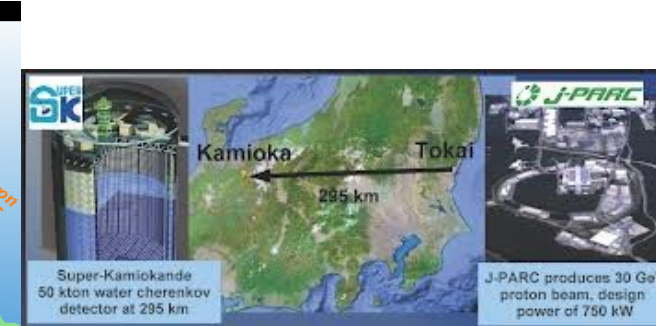 SUPER
SK
J-PARC
Kamioka
Tokai
295 km
Super-Kamiokande
50 kton water cherenkov
detector at 295 km
J-PARC produces 30 Ge
proton beam, design
power of 750 kW